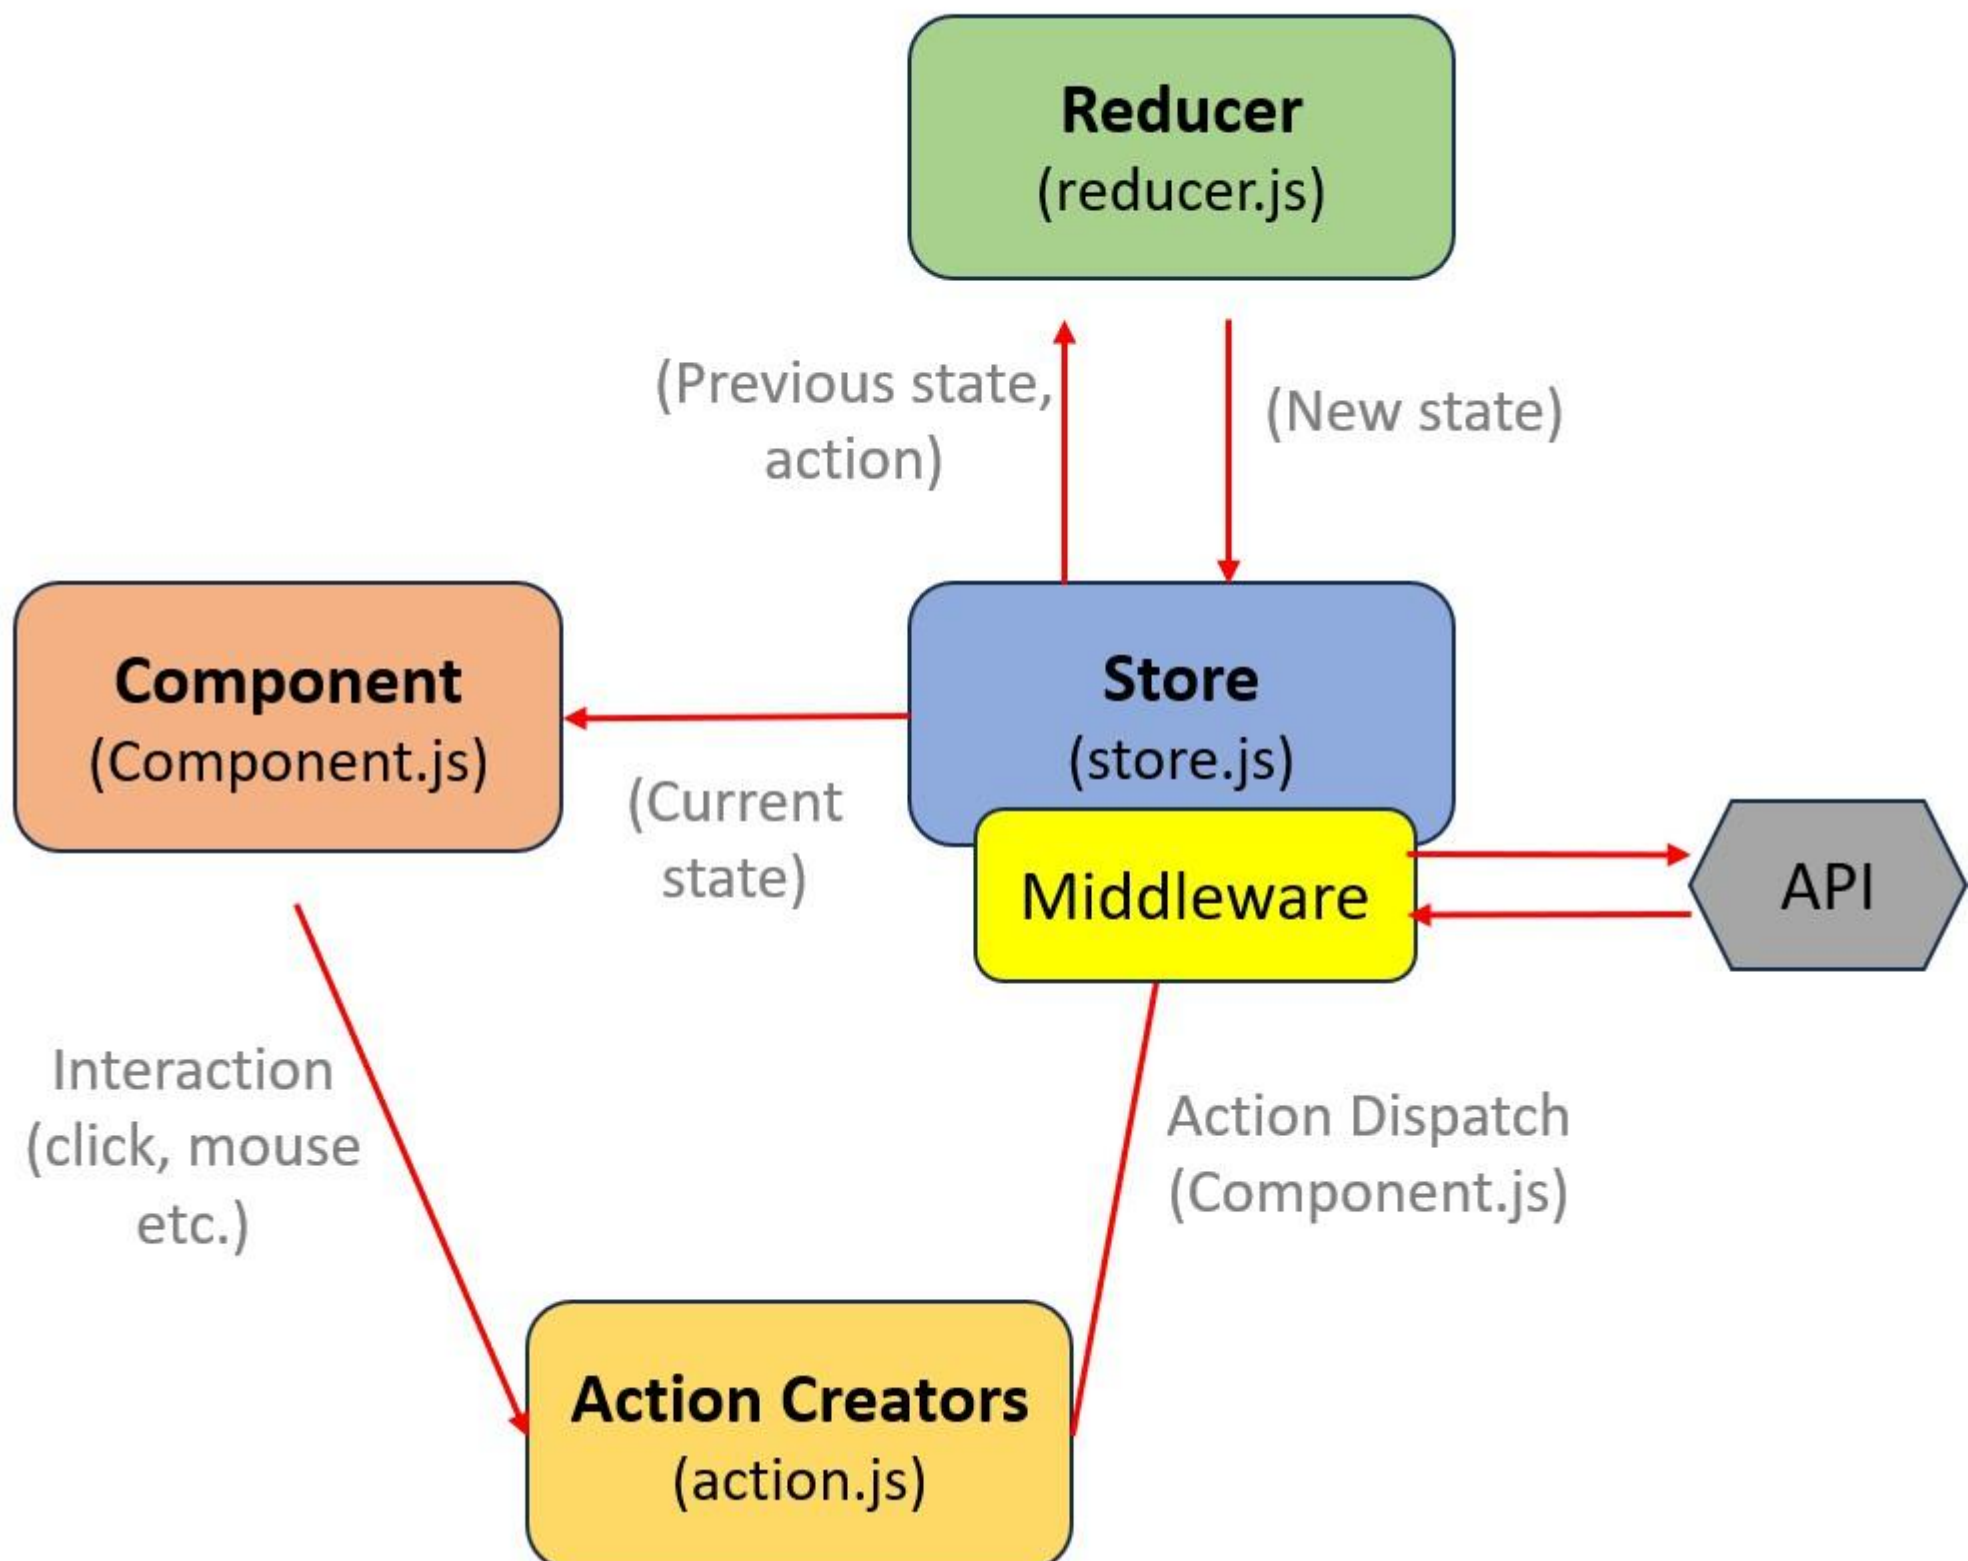 Reducer
(reducer.js)
(Previous state,
action)
(New state)
Component
(Component.js)
Store
(store.js)
(Current
state)
Middleware
API
Interaction
(click, mouse
etc.)
Action Dispatch
(Component.js)
Action Creators
(action.js)